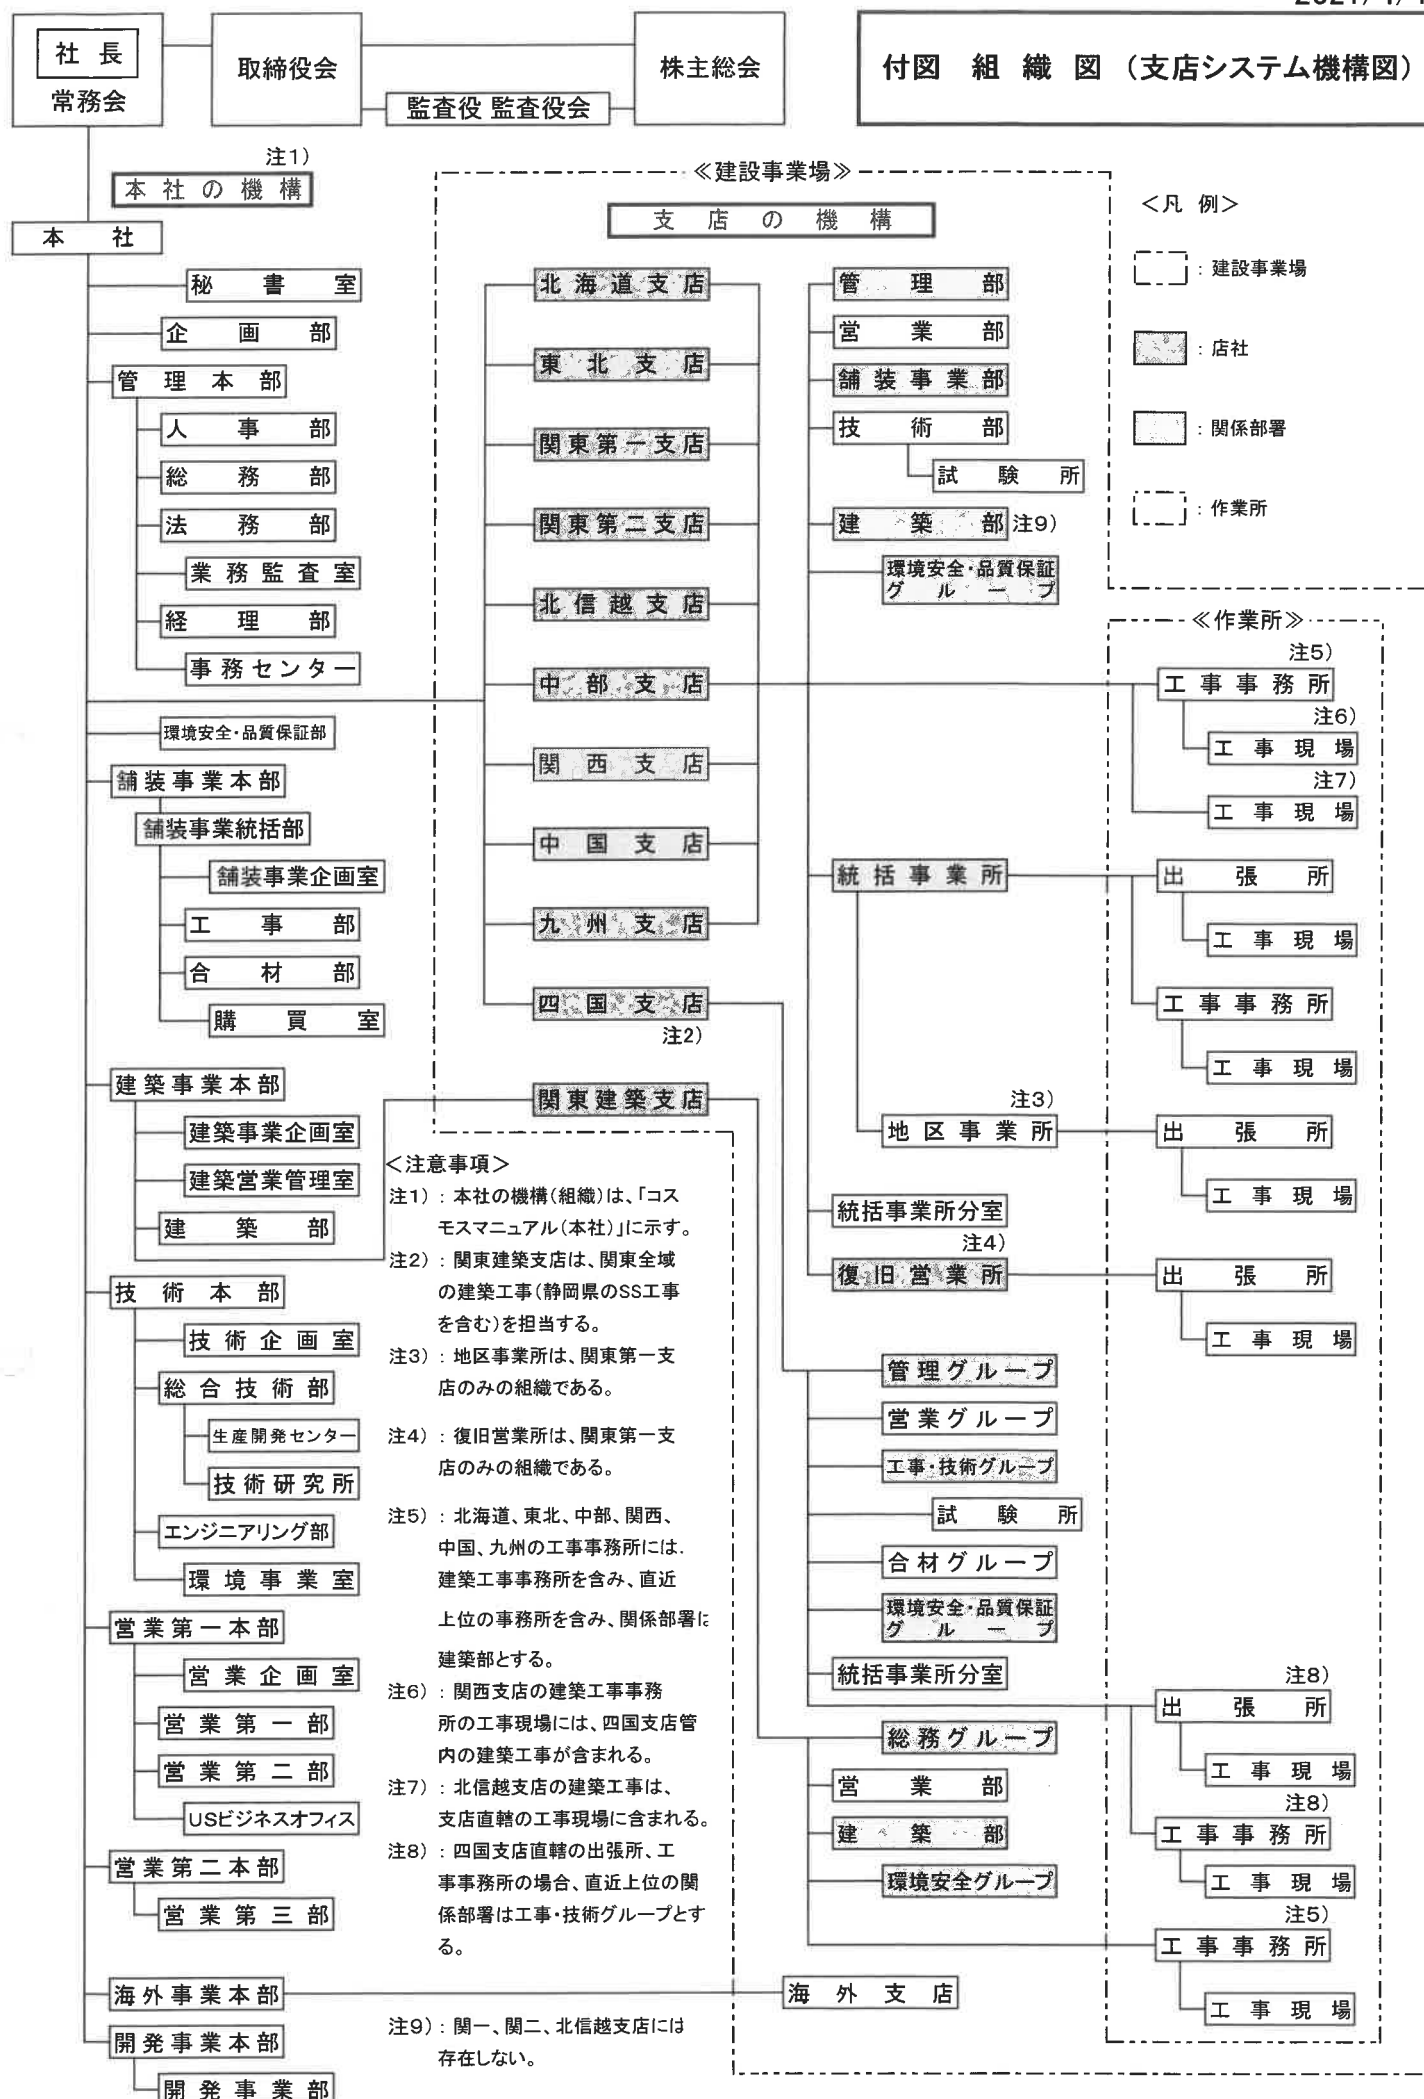 社 長
常務会
取締役会
監査役 監査役会
株主総会
付図 組 織 図 (支店システム機構図)
注1)
本 社 の 機 構
本 社
秘 書 室
企 画 部
管 理 本 部
人 事 部
総 務 部
法 務 部
業 務 監 査 室
経 理 部
事 務 セ ン タ ー
環境安全・品質保証部
舗 装 事 業 本 部
舗装事業統括部
舗装事業企画室
工 事 部
合 材 部
購 買 室
建 築 事 業 本 部
建築事業企画室
建築営業管理室
建 築 部
技 術 本 部
技 術 企 画 室
総 合 技 術 部
生産開発センター
技 術 研 究 所
エンジニアリング部
環 境 事 業 室
営 業 第 一 本 部
営 業 企 画 室
営 業 第 一 部
営 業 第 二 部
USビジネスオフィス
営 業 第 二 本 部
営 業 第 三 部
海 外 事 業 本 部
開 発 事 業 本 部
開 発 事 業 部
≪建設事業場≫
支 店 の 機 構
北 海 道 支 店
東 北 支 店
関 東 第 一 支 店
関 東 第 二 支 店
北 信 越 支 店
中 部 支 店
関 西 支 店
中 国 支 店
九 州 支 店
四 国 支 店
注2)
関東建築支店
<注意事項>
注1) : 本社の機構(組織)は、「コス
モスマニュアル(本社)」に示す。
注2) : 関東建築支店は、関東全域
の建築工事(静岡県のSS工事
を含む)を担当する。
注3) : 地区事業所は、関東第一支
店のみの組織である。
注4) : 復旧営業所は、関東第一支
店のみの組織である。
注5) : 北海道、東北、中部、関西、
中国、九州の工事事務所には.
建築工事事務所を含み、直近
上位の事務所を含み、関係部署に
建築部とする。
注6) : 関西支店の建築工事事務
所の工事現場には、四国支店管
内の建築工事が含まれる。
注7) : 北信越支店の建築工事は、
支店直轄の工事現場に含まれる。
注8) : 四国支店直轄の出張所、工
事事務所の場合、直近上位の関
係部署は工事・技術グループとす
る。
注9) : 関一、関二、北信越支店には
存在しない。
管 理 部
営 業 部
舗 装 事 業 部
技 術 部
試 験 所
建 築 部 注9)
環境安全・品質保証
グ ル ー プ
統 括 事 業 所
注3)
地 区 事 業 所
統括事業所分室
注4)
復 旧 営 業 所
管 理 グ ル ー プ
営 業 グ ル ー プ
工事・技術グループ
試 験 所
合 材 グ ル ー プ
環境安全・品質保証
グ ル ー プ
統括事業所分室
総 務 グ ル ー プ
営 業 部
建 築 部
環境安全グループ
海 外 支 店
<凡 例>
: 建設事業場
: 店社
: 関係部署
: 作業所
≪作業所≫
注5)
工 事 事 務 所
注6)
工 事 現 場
注7)
工 事 現 場
出 張 所
工 事 現 場
工 事 事 務 所
工 事 現 場
出 張 所
工 事 現 場
出 張 所
工 事 現 場
注8)
出 張 所
工 事 現 場
注8)
工 事 事 務 所
工 事 現 場
注5)
工 事 事 務 所
工 事 現 場